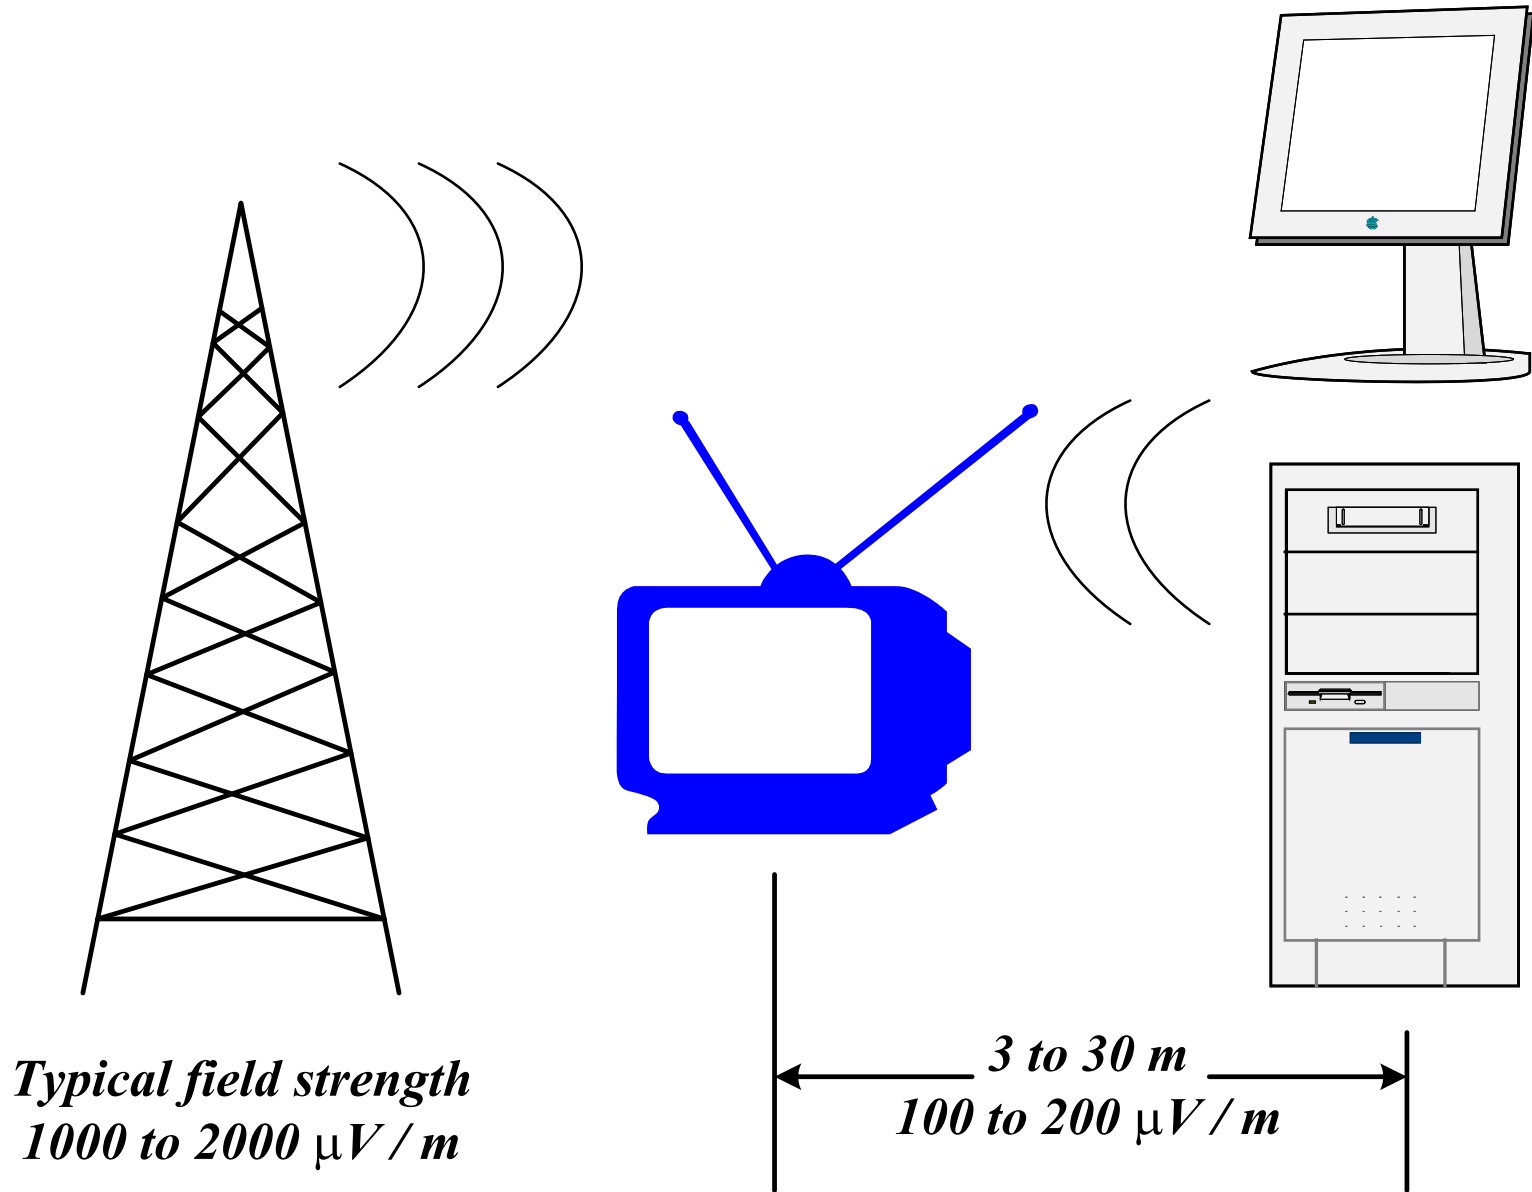 Typical field strength
1000 to 2000 μV / m
3 to 30 m
100 to 200 μV / m